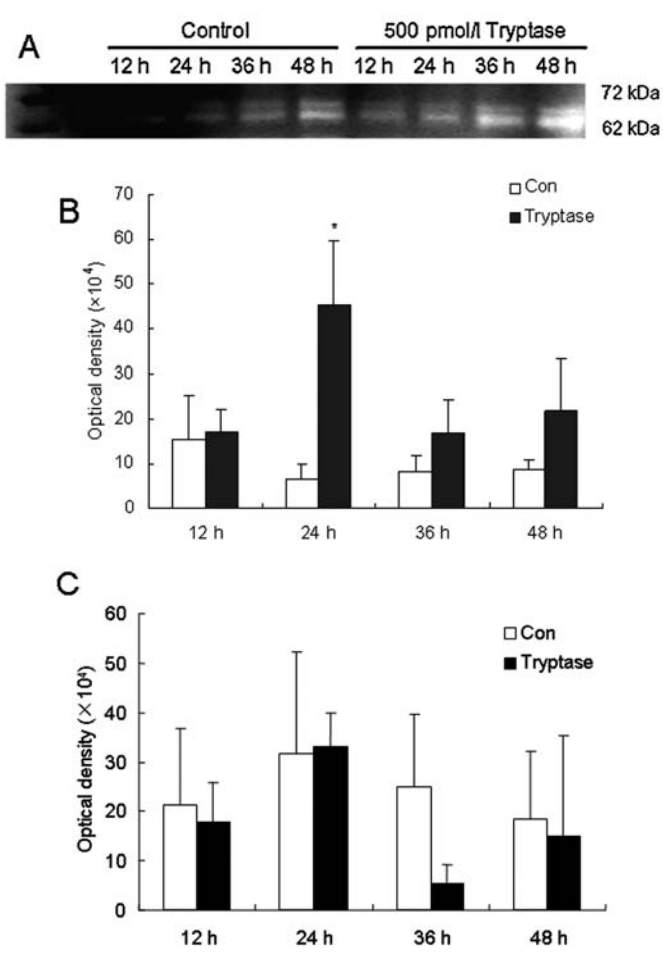 A
Control
500 pmol/l Tryptase
12 h 24 h 36 h 48 h 12 h 24 h 36 h 48 h
72 kDa
62 kDa
B
Con
Tryptase
*
Optical density (×10⁴)
70
60
50
40
30
20
10
0
12 h 24 h 36 h 48 h
C
Con
Tryptase
Optical density (×10⁴)
60
50
40
30
20
10
0
12 h 24 h 36 h 48 h